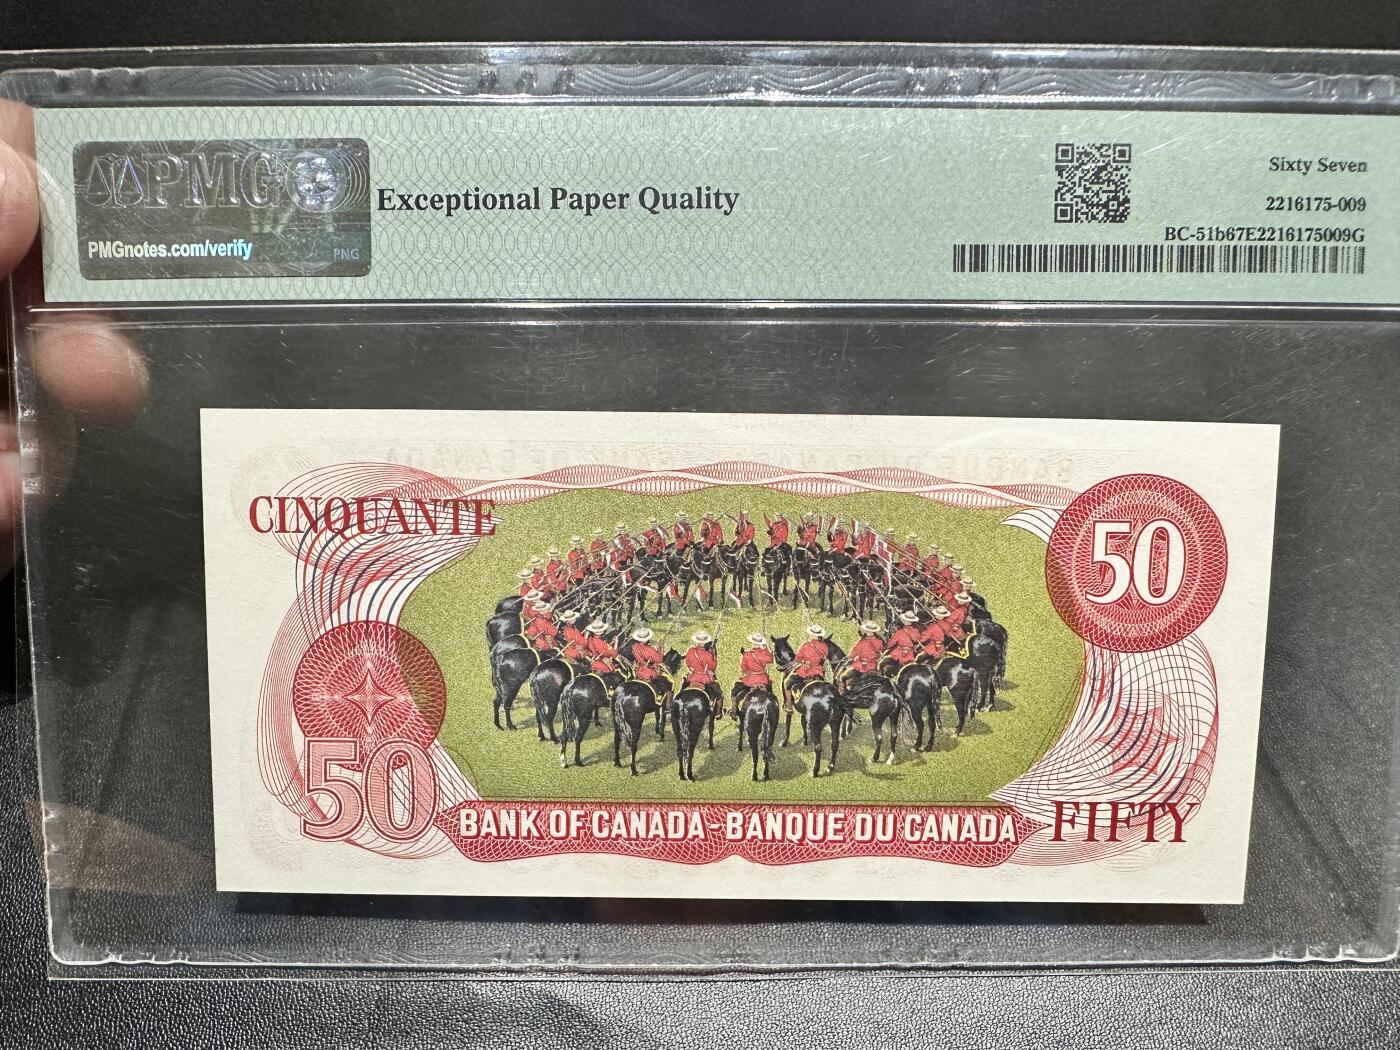 PMG
PMGnotes.com/verify
PNG
Exceptional Paper Quality
Sixty Seven
2216175-009
BC-51b67E2216175009G
CINQUANTE
50
50
BANK OF CANADA-BANQUE DU CANADA
FIFTY